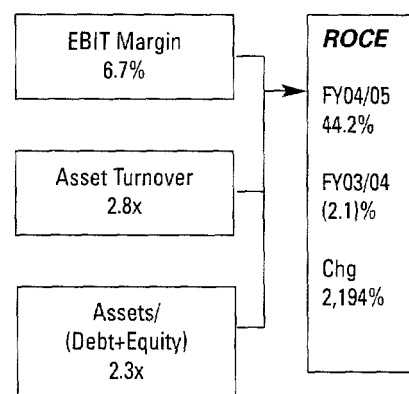 EBIT Margin
6.7%
Asset Turnover
2.8x
Assets/
(Debt+Equity)
2.3x
ROCE
FY04/05
44.2%
FY03/04
(2.1)%
Chg
2,194%